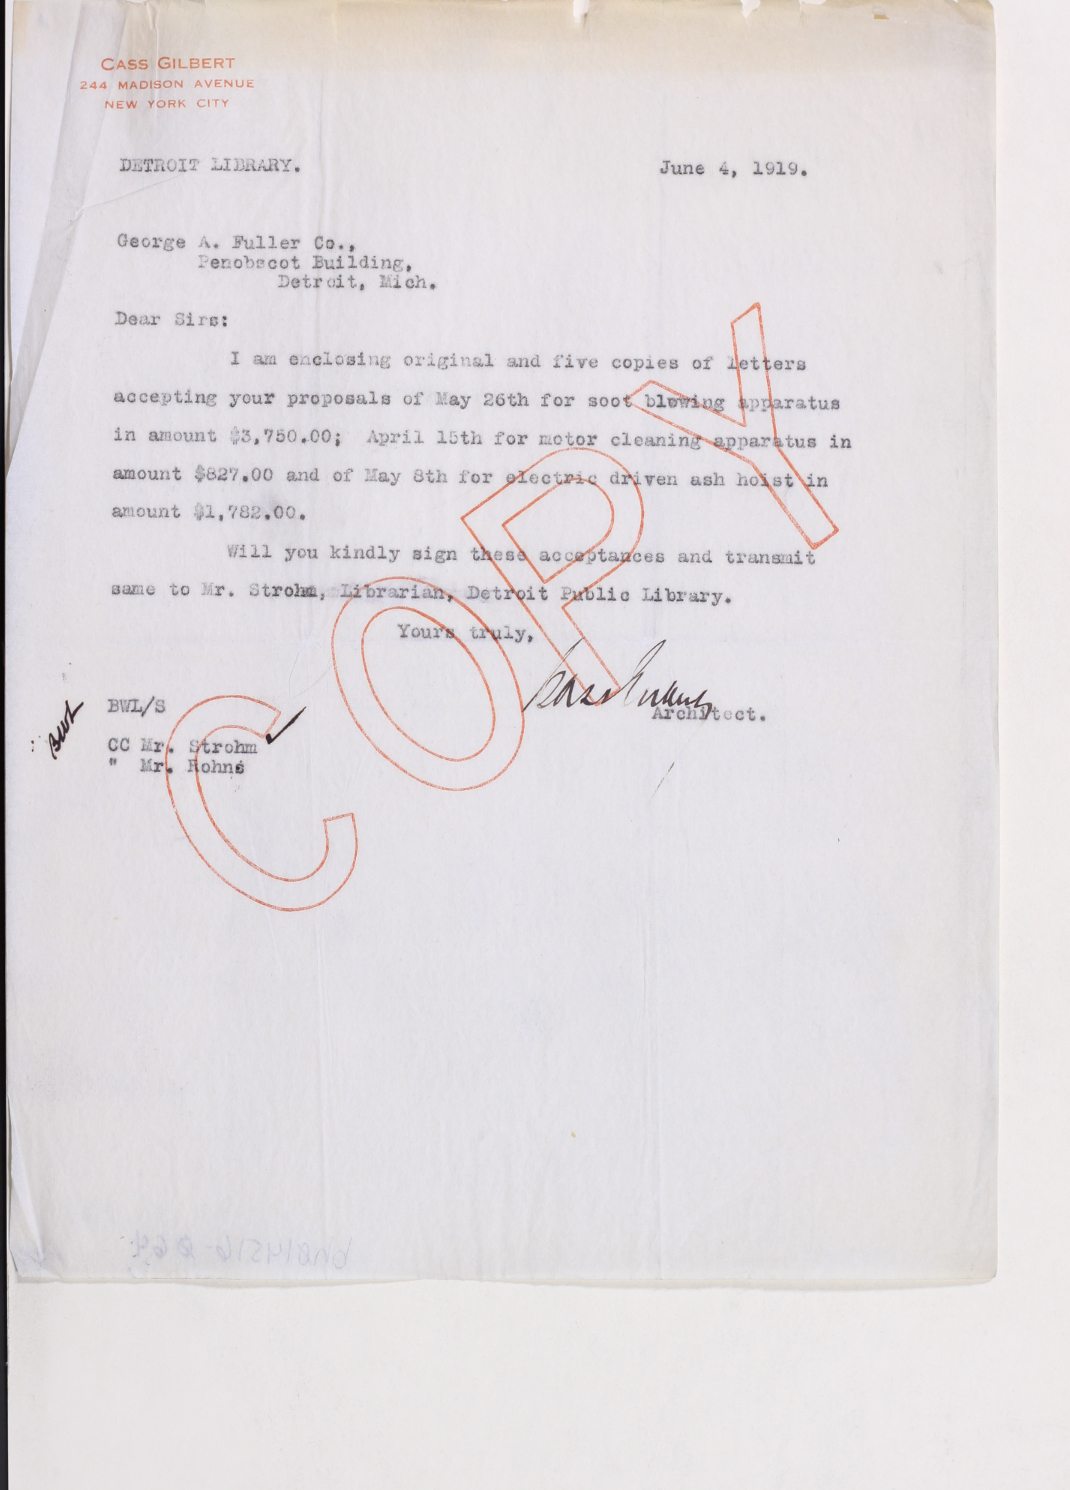 CASS GILBERT
244 MADISON AVENUE
NEW YORK CITY
DETROIT LIBRARY. June 4, 1919.
George A. Fuller Co.,
Penobscot Building,
Detroit, Mich.
Dear Sirs:
I am enclosing original and five copies of letters
accepting your proposals of May 26th for soot blowing apparatus
in amount $3,750.00; April 15th for motor cleaning apparatus in
amount $827.00 and of May 8th for electric driven ash hoist in
amount $1,782.00.
Will you kindly sign these acceptances and transmit
same to Mr. Strohm, Librarian, Detroit Public Library.
Yours truly,
Cass Gilbert
Architect.
BWL
BWL/S
CC Mr. Strohm
" Mr. Rohns
COPY